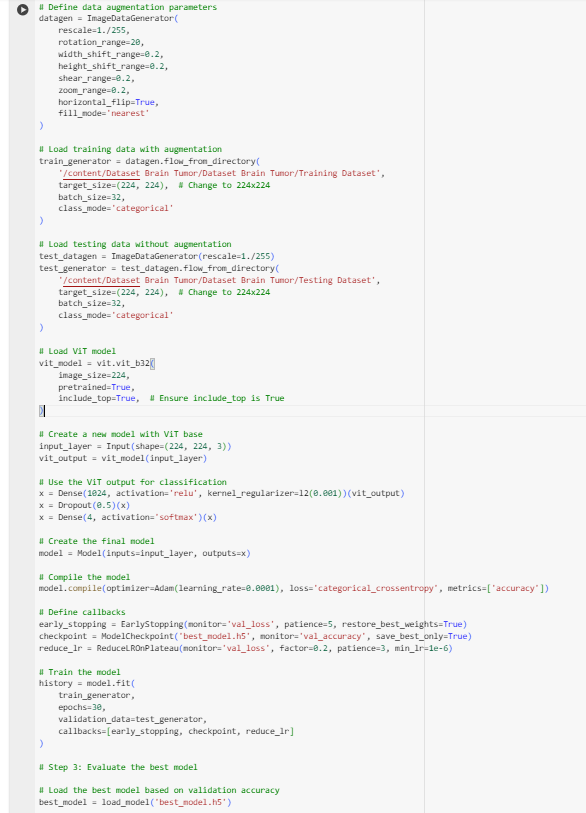 # Define data augmentation parameters
datagen = ImageDataGenerator(
    rescale=1./255,
    rotation_range=20,
    width_shift_range=0.2,
    height_shift_range=0.2,
    shear_range=0.2,
    zoom_range=0.2,
    horizontal_flip=True,
    fill_mode='nearest'
)
# Load training data with augmentation
train_generator = datagen.flow_from_directory(
    '/content/Dataset Brain Tumor/Dataset Brain Tumor/Training Dataset',
    target_size=(224, 224),  # Change to 224x224
    batch_size=32,
    class_mode='categorical'
)
# Load testing data without augmentation
test_datagen = ImageDataGenerator(rescale=1./255)
test_generator = test_datagen.flow_from_directory(
    '/content/Dataset Brain Tumor/Dataset Brain Tumor/Testing Dataset',
    target_size=(224, 224),  # Change to 224x224
    batch_size=32,
    class_mode='categorical'
)
# Load ViT model
vit_model = vit.vit_b32(
    image_size=224,
    pretrained=True,
    include_top=True,  # Ensure include_top is True
)
# Create a new model with ViT base
input_layer = Input(shape=(224, 224, 3))
vit_output = vit_model(input_layer)
# Use the ViT output for classification
x = Dense(1024, activation='relu', kernel_regularizer=l2(0.001))(vit_output)
x = Dropout(0.5)(x)
x = Dense(4, activation='softmax')(x)
# Create the final model
model = Model(inputs=input_layer, outputs=x)
# Compile the model
model.compile(optimizer=Adam(learning_rate=0.0001), loss='categorical_crossentropy', metrics=['accuracy'])
# Define callbacks
early_stopping = EarlyStopping(monitor='val_loss', patience=5, restore_best_weights=True)
checkpoint = ModelCheckpoint('best_model.h5', monitor='val_accuracy', save_best_only=True)
reduce_lr = ReduceLROnPlateau(monitor='val_loss', factor=0.2, patience=3, min_lr=1e-6)
# Train the model
history = model.fit(
    train_generator,
    epochs=30,
    validation_data=test_generator,
    callbacks=[early_stopping, checkpoint, reduce_lr]
)
# Step 3: Evaluate the best model
# Load the best model based on validation accuracy
best_model = load_model('best_model.h5')